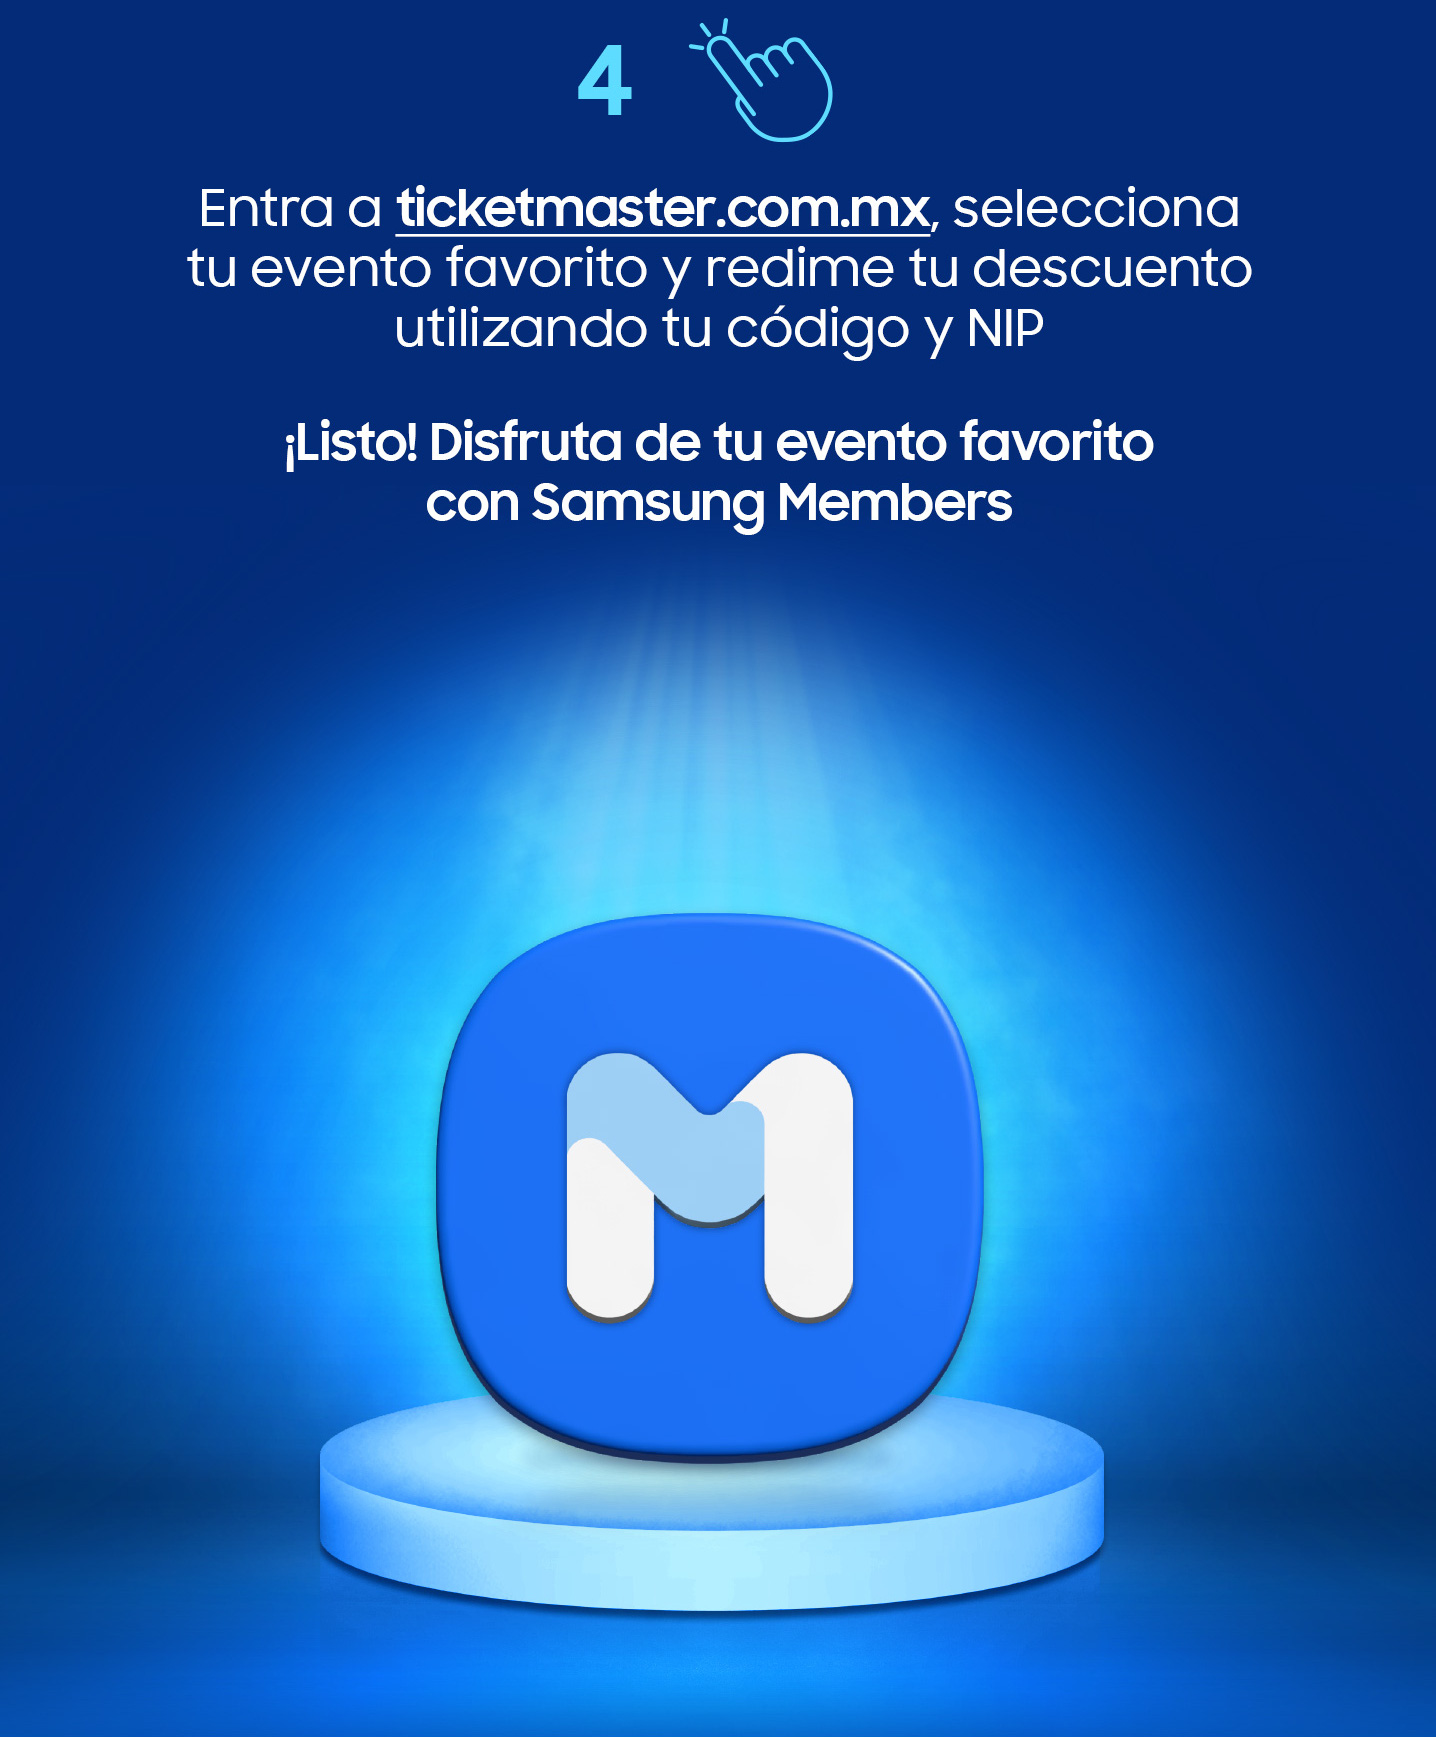 4
Entra a ticketmaster.com.mx, selecciona
tu evento favorito y redime tu descuento
utilizando tu código y NIP
¡Listo! Disfruta de tu evento favorito
con Samsung Members
M